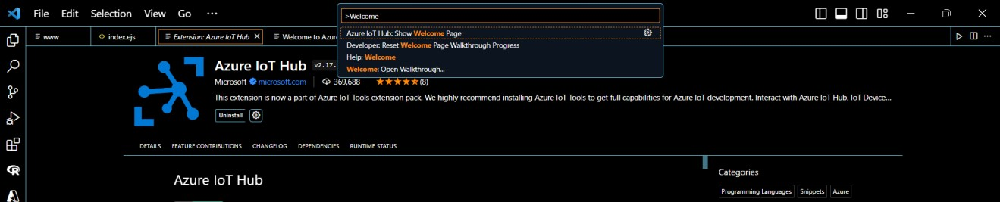 File Edit Selection View Go ···
>Welcome
Azure IoT Hub: Show Welcome Page
Developer: Reset Welcome Page Walkthrough Progress
Help: Welcome
Welcome: Open Walkthrough...
www
<> index.ejs
Extension: Azure IoT Hub
Welcome to Azur
Azure IoT Hub v2.17.
Microsoft microsoft.com 369,688 (8)
This extension is now a part of Azure IoT Tools extension pack. We highly recommend installing Azure IoT Tools to get full capabilities for Azure IoT development. Interact with Azure IoT Hub, IoT Device...
Uninstall
DETAILS FEATURE CONTRIBUTIONS CHANGELOG DEPENDENCIES RUNTIME STATUS
Azure IoT Hub
Categories
Programming Languages Snippets Azure